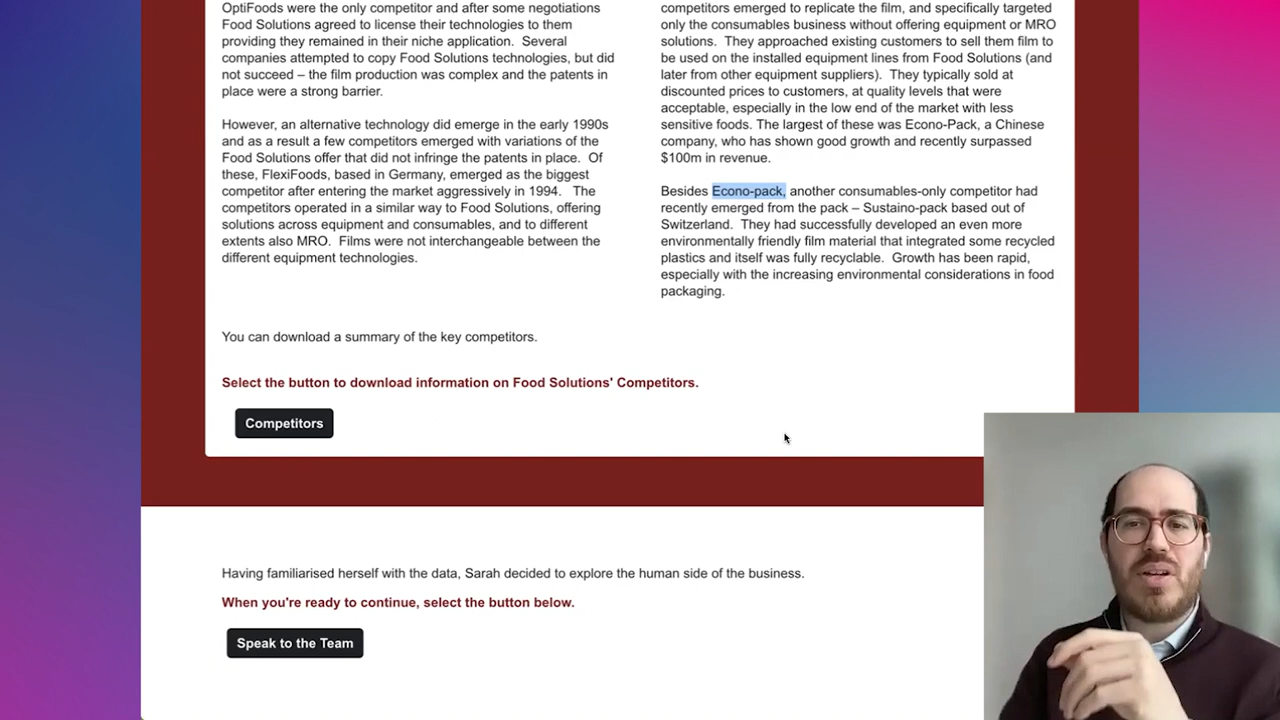 OptiFoods were the only competitor and after some negotiations
Food Solutions agreed to license their technologies to them
providing they remained in their niche application. Several
companies attempted to copy Food Solutions technologies, but did
not succeed – the film production was complex and the patents in
place were a strong barrier.
However, an alternative technology did emerge in the early 1990s
and as a result a few competitors emerged with variations of the
Food Solutions offer that did not infringe the patents in place. Of
these, FlexiFoods, based in Germany, emerged as the biggest
competitor after entering the market aggressively in 1994. The
competitors operated in a similar way to Food Solutions, offering
solutions across equipment and consumables, and to different
extents also MRO. Films were not interchangeable between the
different equipment technologies.
competitors emerged to replicate the film, and specifically targeted
only the consumables business without offering equipment or MRO
solutions. They approached existing customers to sell them film to
be used on the installed equipment lines from Food Solutions (and
later from other equipment suppliers). They typically sold at
discounted prices to customers, at quality levels that were
acceptable, especially in the low end of the market with less
sensitive foods. The largest of these was Econo-Pack, a Chinese
company, who has shown good growth and recently surpassed
$100m in revenue.
Besides Econo-pack, another consumables-only competitor had
recently emerged from the pack – Sustaino-pack based out of
Switzerland. They had successfully developed an even more
environmentally friendly film material that integrated some recycled
plastics and itself was fully recyclable. Growth has been rapid,
especially with the increasing environmental considerations in food
packaging.
You can download a summary of the key competitors.
Select the button to download information on Food Solutions' Competitors.
Competitors
Having familiarised herself with the data, Sarah decided to explore the human side of the business.
When you're ready to continue, select the button below.
Speak to the Team